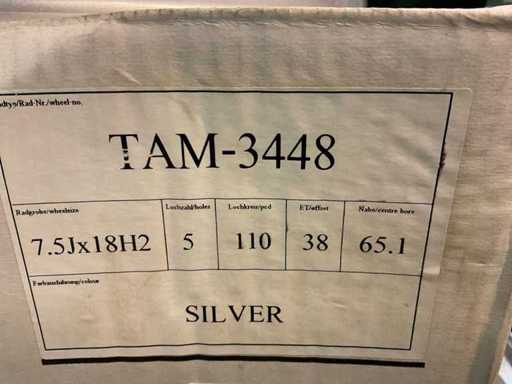 Radtyp/Rad-Nr./wheel-no.
TAM-3448
Radgröße/wheelsize Lochzahl/holes Lochkreis/pcd ET/offset Nabe/centre bore
7.5Jx18H2 5 110 38 65.1
Farbausführung/colour
SILVER